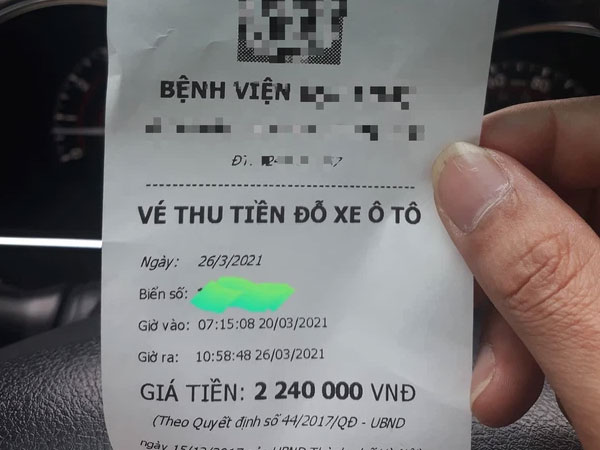 BỆNH VIỆN
VÉ THU TIỀN ĐỖ XE Ô TÔ
Ngày: 26/3/2021
Biển số:
Giờ vào: 07:15:08 20/03/2021
Giờ ra: 10:58:48 26/03/2021
GIÁ TIỀN: 2 240 000 VNĐ
(Theo Quyết định số 44/2017/QĐ - UBND